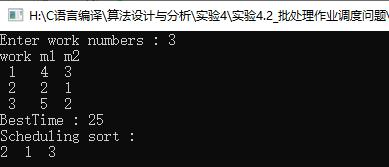 H:\C语言编译\算法设计与分析\实验4\实验4.2_批处理作业调度问题\
Enter work numbers : 3
work m1 m2
1 4 3
2 2 1
3 5 2
BestTime : 25
Scheduling sort :
2 1 3